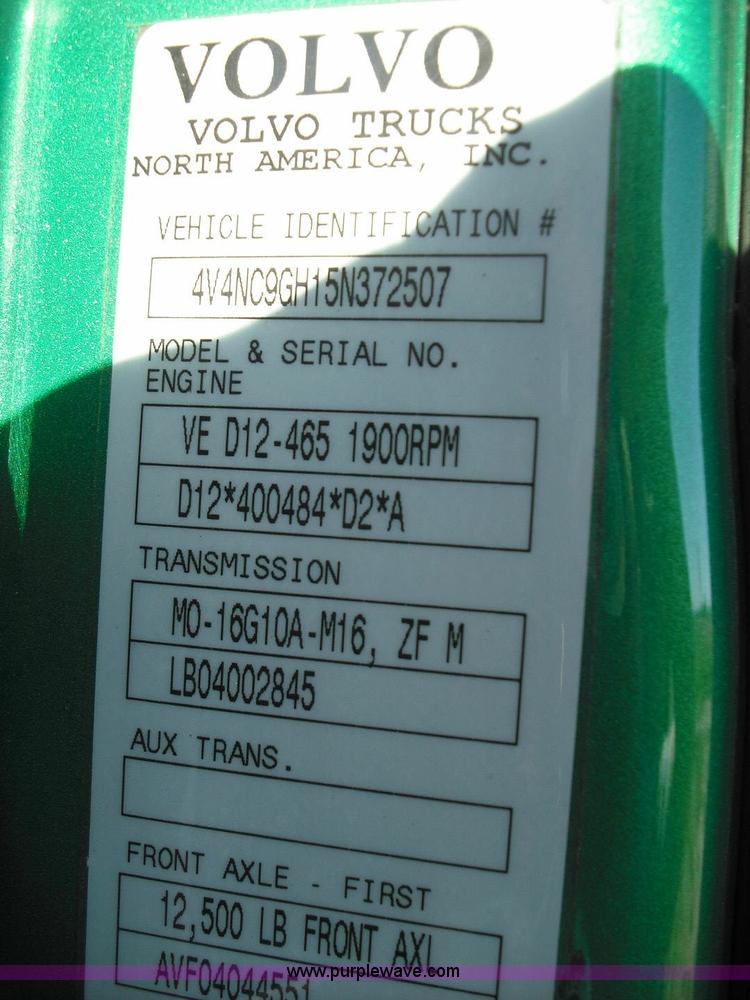 VOLVO
VOLVO TRUCKS
NORTH AMERICA, INC.
VEHICLE IDENTIFICATION #
4V4NC9GH15N372507
MODEL & SERIAL NO.
ENGINE
VE D12-465 1900RPM
D12*400484*D2*A
TRANSMISSION
MO-16G10A-M16, ZF M
LB04002845
AUX TRANS.
FRONT AXLE - FIRST
12,500 LB FRONT AXL
AVF04044551
www.purplewave.com